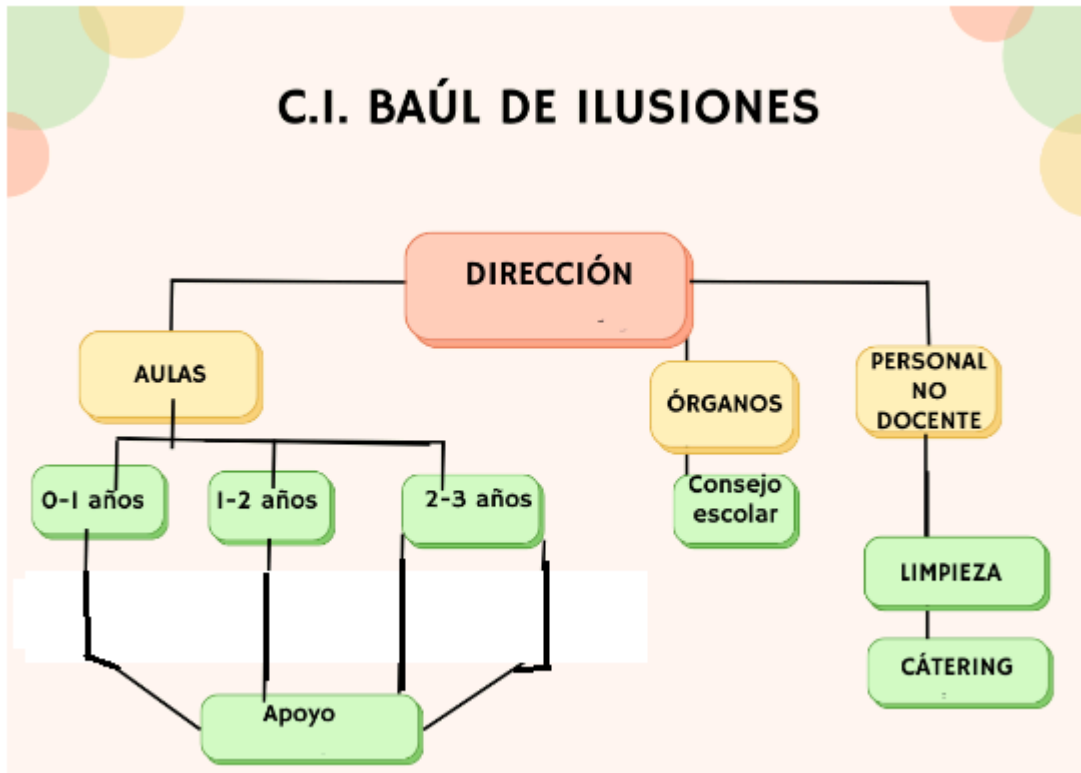 C.I. BAÚL DE ILUSIONES
DIRECCIÓN
AULAS
0-1 años
1-2 años
2-3 años
Apoyo
ÓRGANOS
Consejo
escolar
PERSONAL
NO
DOCENTE
LIMPIEZA
CÁTERING